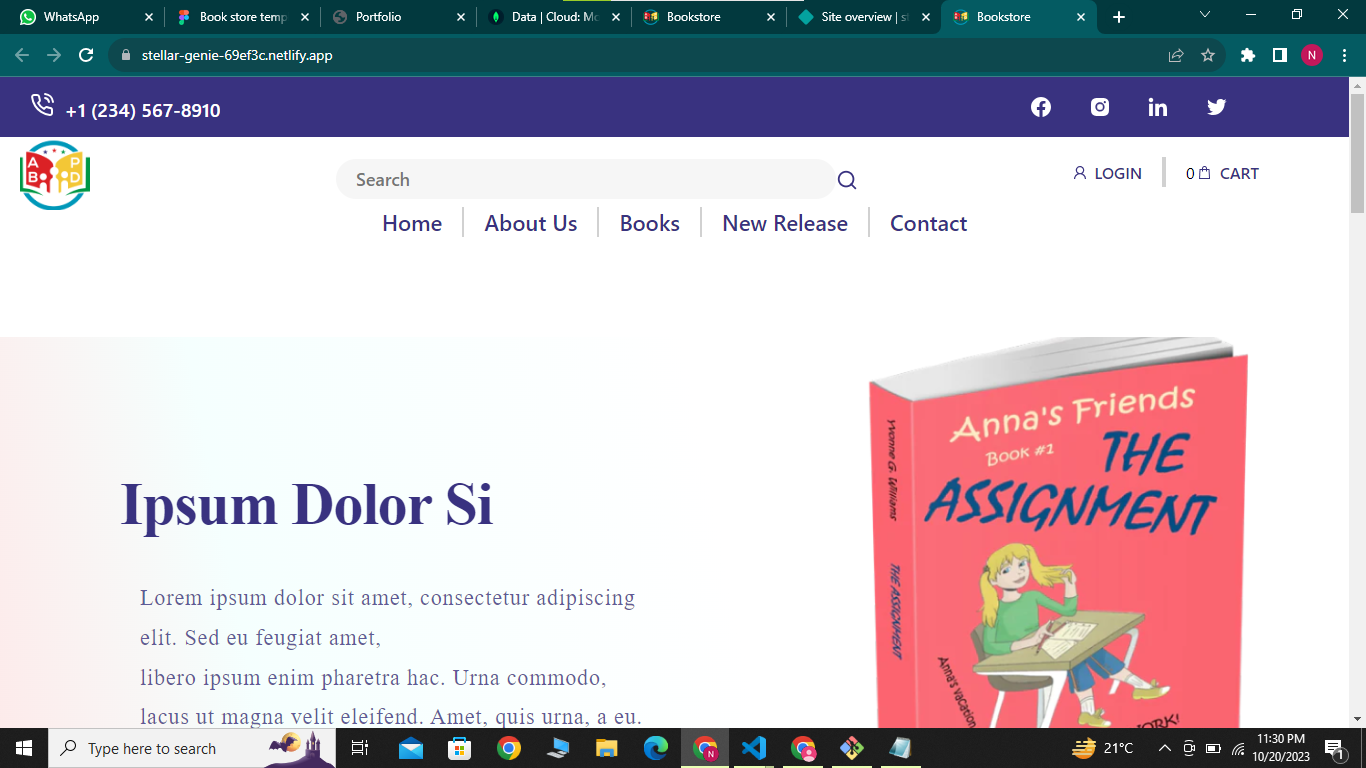 WhatsApp
Book store temp
Portfolio
Data | Cloud: Mo
Bookstore
Site overview | s
Bookstore
stellar-genie-69ef3c.netlify.app
N
+1 (234) 567-8910
A P
B D
Search
LOGIN
0 CART
Home
About Us
Books
New Release
Contact
Ipsum Dolor Si
Lorem ipsum dolor sit amet, consectetur adipiscing
elit. Sed eu feugiat amet,
libero ipsum enim pharetra hac. Urna commodo,
lacus ut magna velit eleifend. Amet, quis urna, a eu.
Anna's Friends
Book #1
THE
ASSIGNMENT
Yvonne G. Williams
THE ASSIGNMENT
Anna's vacation
WORK!
Type here to search
21°C
11:30 PM
10/20/2023
1